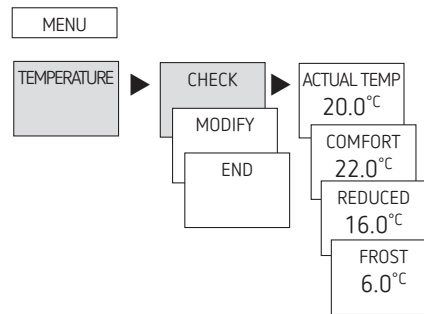 MENU
TEMPERATURE
CHECK
MODIFY
END
ACTUAL TEMP
20.0°C
COMFORT
22.0°C
REDUCED
16.0°C
FROST
6.0°C